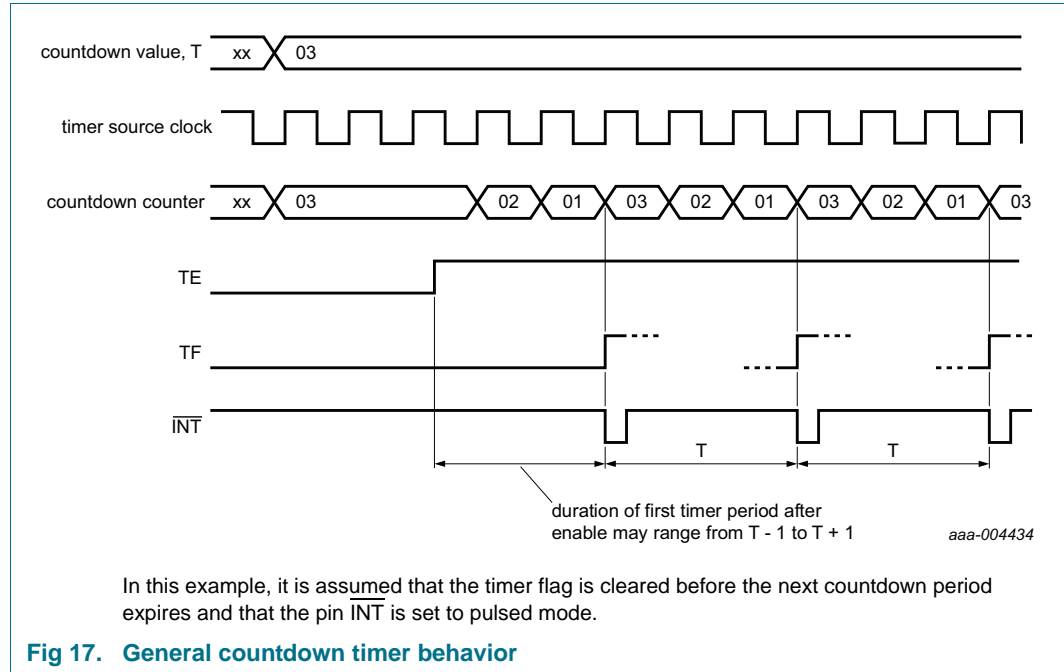 countdown value, T xx 03
timer source clock
countdown counter xx 03 02 01 03 02 01 03 02 01 03
TE
TF
INT
T T
duration of first timer period after
enable may range from T - 1 to T + 1
aaa-004434
In this example, it is assumed that the timer flag is cleared before the next countdown period
expires and that the pin INT is set to pulsed mode.
Fig 17. General countdown timer behavior